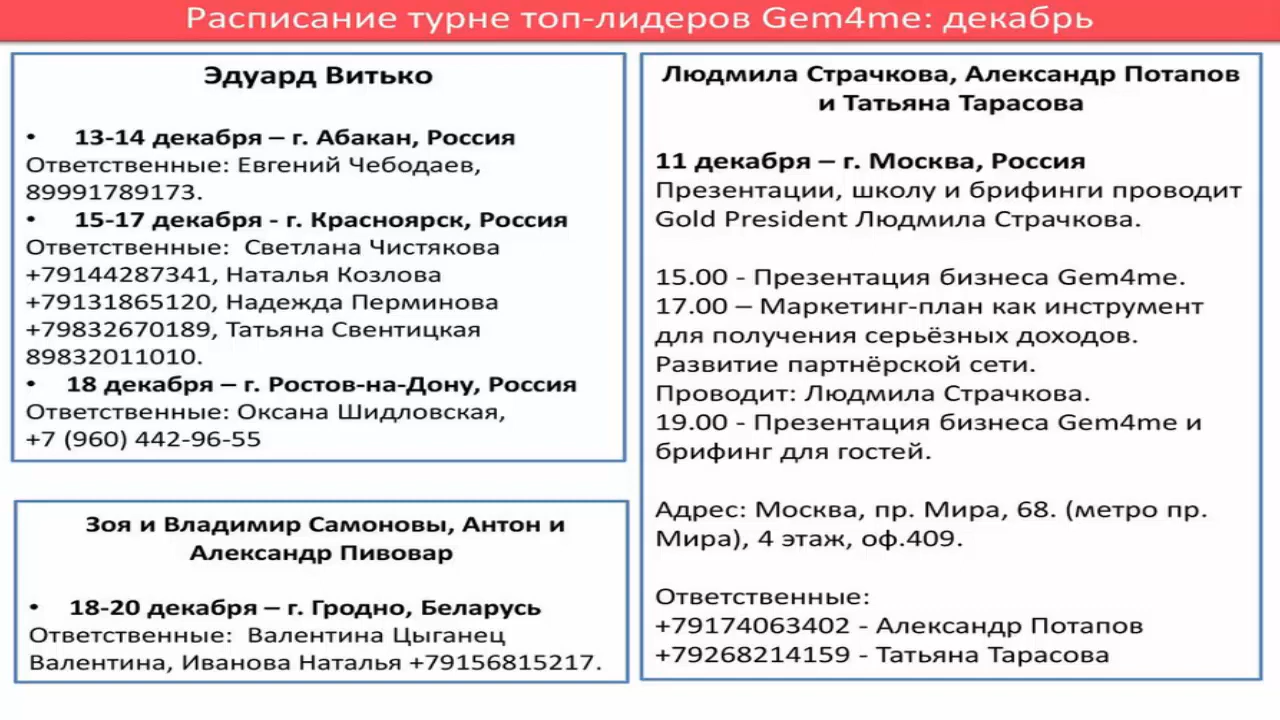 Расписание турне топ-лидеров Gem4me: декабрь
Эдуард Витько
• 13-14 декабря – г. Абакан, Россия
Ответственные: Евгений Чебодаев,
89991789173.
• 15-17 декабря - г. Красноярск, Россия
Ответственные: Светлана Чистякова
+79144287341, Наталья Козлова
+79131865120, Надежда Перминова
+79832670189, Татьяна Свентицкая
89832011010.
• 18 декабря – г. Ростов-на-Дону, Россия
Ответственные: Оксана Шидловская,
+7 (960) 442-96-55
Зоя и Владимир Самоновы, Антон и
Александр Пивовар
• 18-20 декабря – г. Гродно, Беларусь
Ответственные: Валентина Цыганец
Валентина, Иванова Наталья +79156815217.
Людмила Страчкова, Александр Потапов
и Татьяна Тарасова
11 декабря – г. Москва, Россия
Презентации, школу и брифинги проводит
Gold President Людмила Страчкова.
15.00 - Презентация бизнеса Gem4me.
17.00 – Маркетинг-план как инструмент
для получения серьёзных доходов.
Развитие партнёрской сети.
Проводит: Людмила Страчкова.
19.00 - Презентация бизнеса Gem4me и
брифинг для гостей.
Адрес: Москва, пр. Мира, 68. (метро пр.
Мира), 4 этаж, оф.409.
Ответственные:
+79174063402 - Александр Потапов
+79268214159 - Татьяна Тарасова